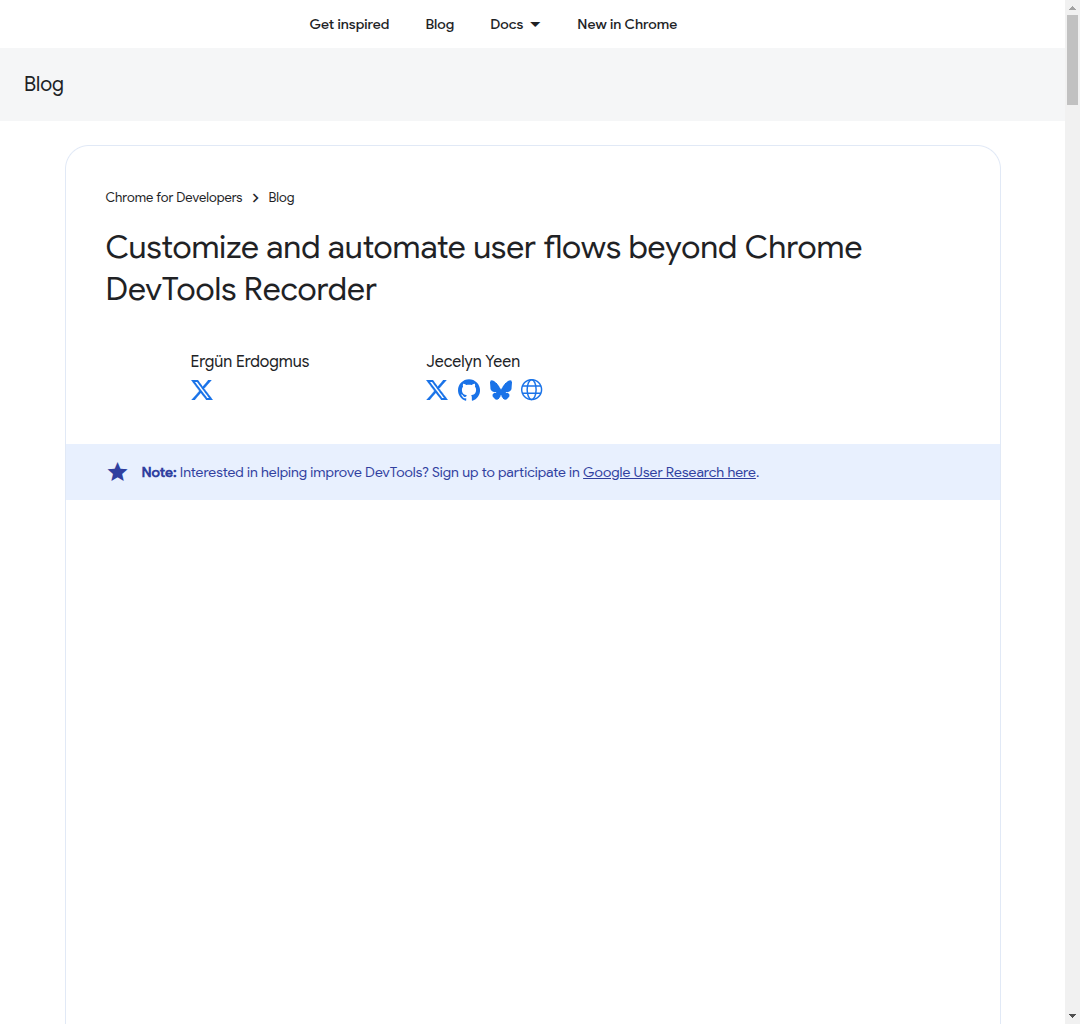 Get inspired Blog Docs New in Chrome
Blog
Chrome for Developers Blog
Customize and automate user flows beyond Chrome
DevTools Recorder
Ergün Erdogmus Jecelyn Yeen
Note: Interested in helping improve DevTools? Sign up to participate in Google User Research here.